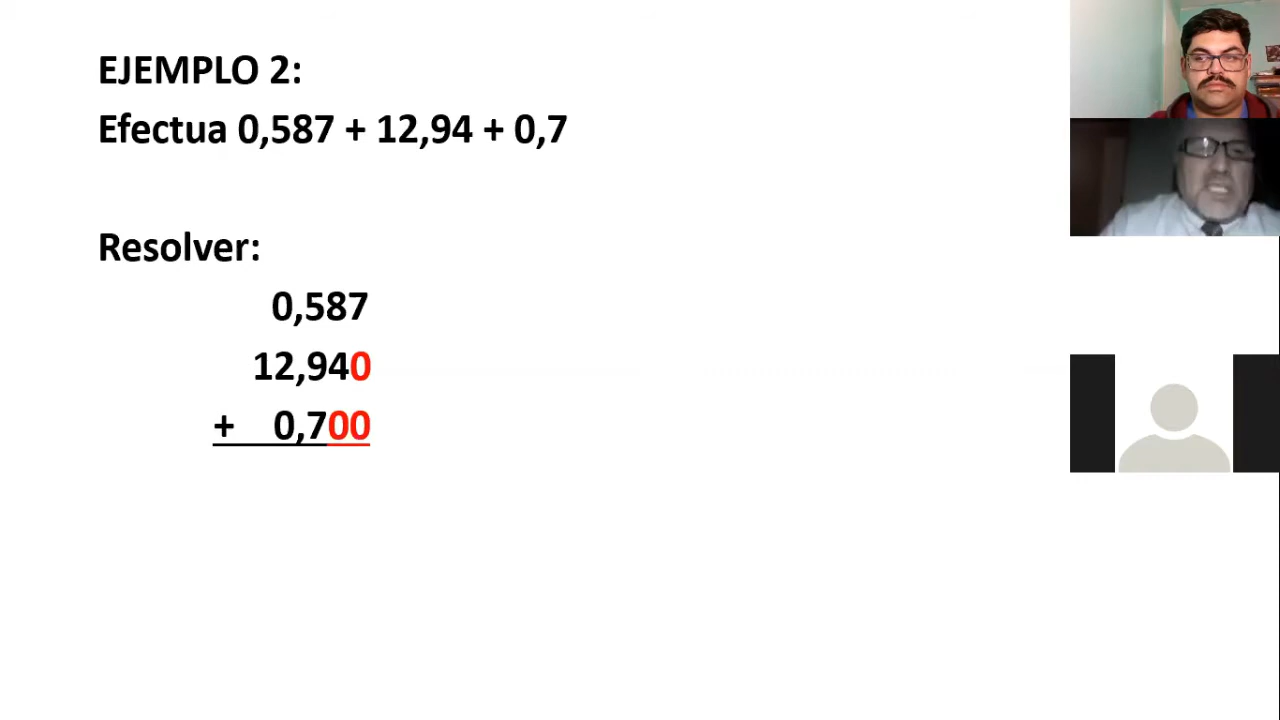 EJEMPLO 2:
Efectua 0,587 + 12,94 + 0,7
Resolver:
0,587
12,940
+ 0,700